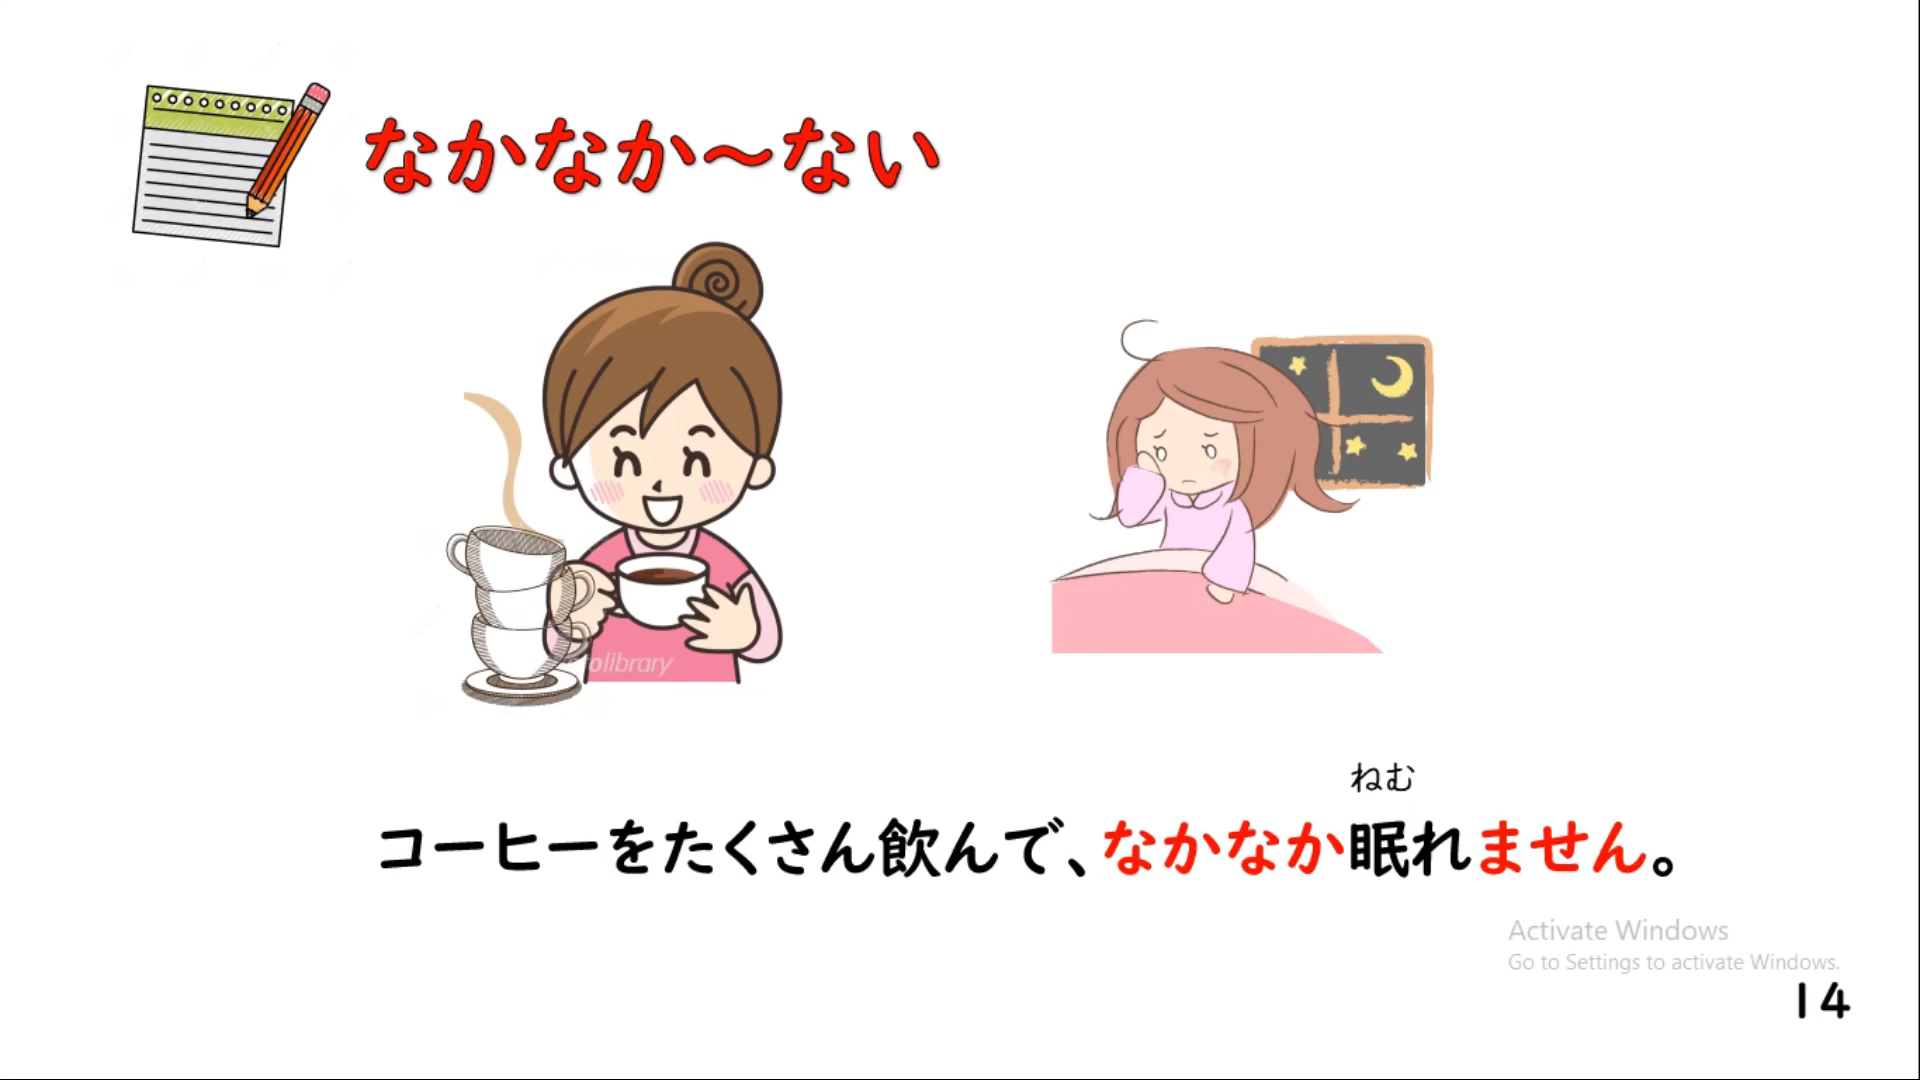 なかなか～ない
ねむ
コーヒーをたくさん飲んで、なかなか眠れません。
olibrary
Activate Windows
Go to Settings to activate Windows.
14